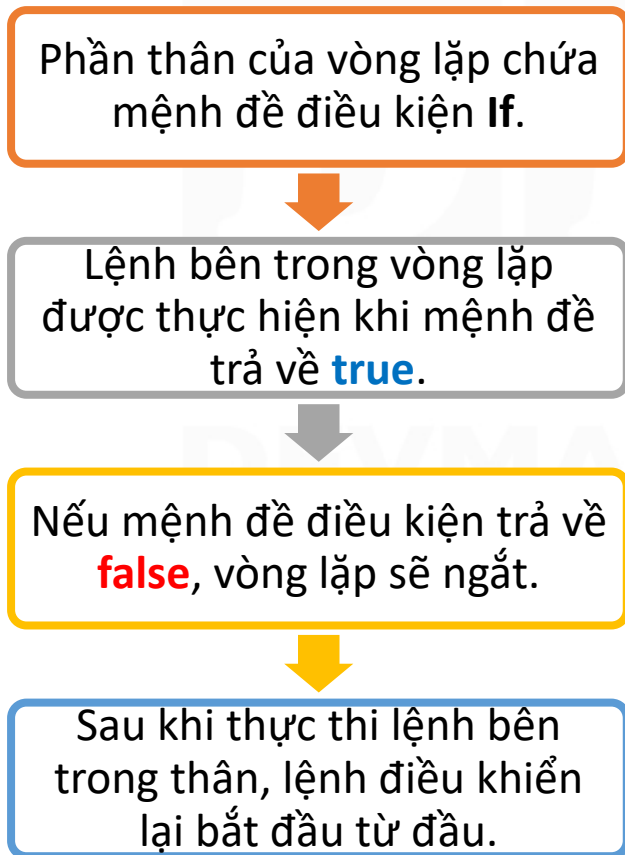 Phần thân của vòng lặp chứa
mệnh đề điều kiện If.
Lệnh bên trong vòng lặp
được thực hiện khi mệnh đề
trả về true.
Nếu mệnh đề điều kiện trả về
false, vòng lặp sẽ ngắt.
Sau khi thực thi lệnh bên
trong thân, lệnh điều khiển
lại bắt đầu từ đầu.